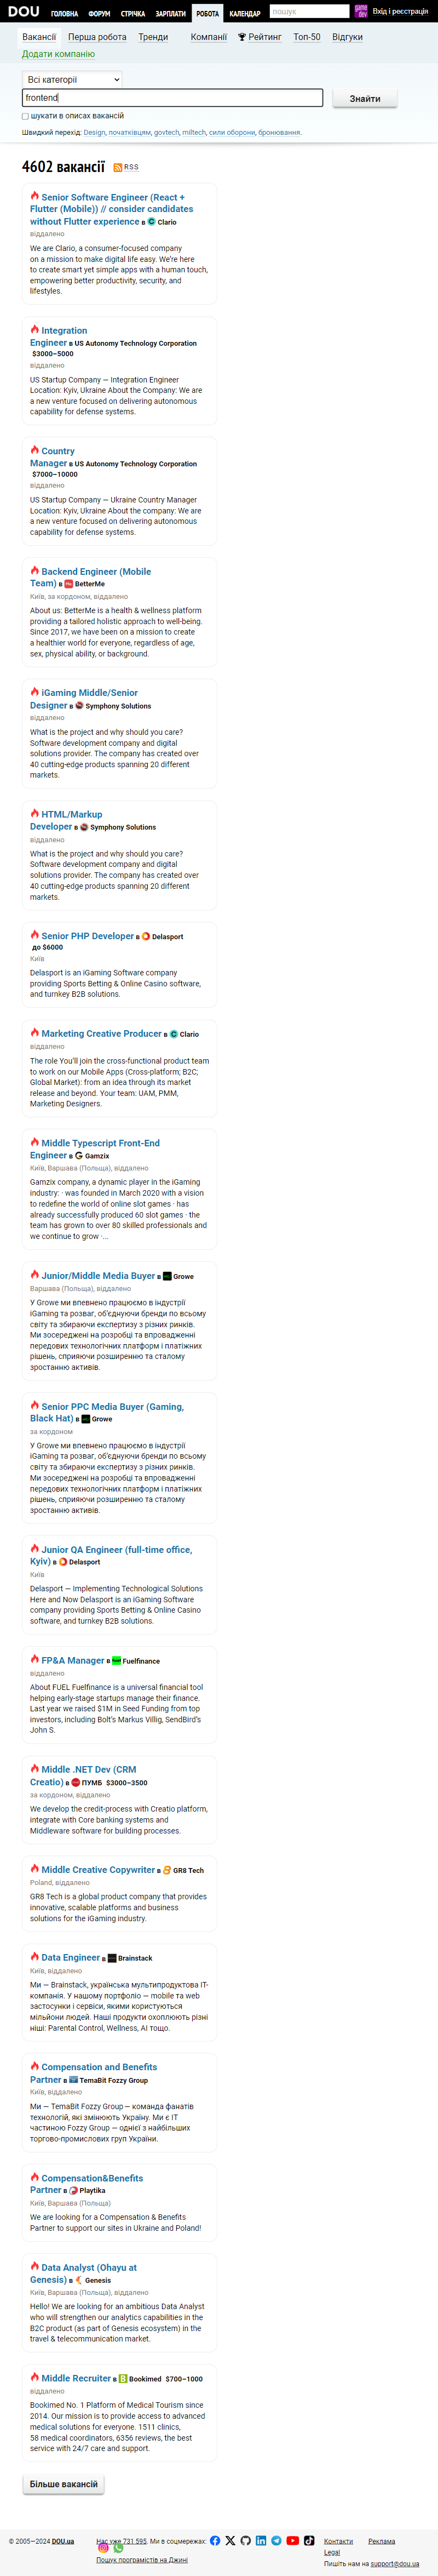 DOU ГОЛОВНА ФОРУМ СТРІЧКА ЗАРПЛАТИ РОБОТА КАЛЕНДАР пошук Вхід і реєстрація
Вакансії Перша робота Тренди Компанії Рейтинг Топ-50 Відгуки
Додати компанію
Всі категорії
frontend
Знайти
шукати в описах вакансій
Швидкий перехід: Design, початківцям, govtech, miltech, сили оборони, бронювання.
4602 вакансії RSS
Senior Software Engineer (React +
Flutter (Mobile)) // consider candidates
without Flutter experience в Clario
віддалено
We are Clario, a consumer-focused company
on a mission to make digital life easy. We're here
to create smart yet simple apps with a human touch,
empowering better productivity, security, and
lifestyles.
Integration
Engineer в US Autonomy Technology Corporation
$3000–5000
віддалено
US Startup Company — Integration Engineer
Location: Kyiv, Ukraine About the Company: We are
a new venture focused on delivering autonomous
capability for defense systems.
Country
Manager в US Autonomy Technology Corporation
$7000–10000
віддалено
US Startup Company — Ukraine Country Manager
Location: Kyiv, Ukraine About the company: We are
a new venture focused on delivering autonomous
capability for defense systems.
Backend Engineer (Mobile
Team) в BetterMe
Київ, за кордоном, віддалено
About us: BetterMe is a health & wellness platform
providing a tailored holistic approach to well-being.
Since 2017, we have been on a mission to create
a healthier world for everyone, regardless of age,
sex, physical ability, or background.
iGaming Middle/Senior
Designer в Symphony Solutions
віддалено
What is the project and why should you care?
Software development company and digital
solutions provider. The company has created over
40 cutting-edge products spanning 20 different
markets.
HTML/Markup
Developer в Symphony Solutions
віддалено
What is the project and why should you care?
Software development company and digital
solutions provider. The company has created over
40 cutting-edge products spanning 20 different
markets.
Senior PHP Developer в Delasport
до $6000
Київ
Delasport is an iGaming Software company
providing Sports Betting & Online Casino software,
and turnkey B2B solutions.
Marketing Creative Producer в Clario
віддалено
The role You'll join the cross-functional product team
to work on our Mobile Apps (Cross-platform; B2C;
Global Market): from an idea through its market
release and beyond. Your team: UAM, PMM,
Marketing Designers.
Middle Typescript Front-End
Engineer в Gamzix
Київ, Варшава (Польща), віддалено
Gamzix company, a dynamic player in the iGaming
industry: · was founded in March 2020 with a vision
to redefine the world of online slot games · has
already successfully produced 60 slot games · the
team has grown to over 80 skilled professionals and
we continue to grow ·...
Junior/Middle Media Buyer в Growe
Варшава (Польща), віддалено
У Growe ми впевнено працюємо в індустрії
iGaming та розваг, об'єднуючи бренди по всьому
світу та збираючи експертизу з різних ринків.
Ми зосереджені на розробці та впровадженні
передових технологічних платформ і платіжних
рішень, сприяючи розширенню та сталому
зростанню активів.
Senior PPC Media Buyer (Gaming,
Black Hat) в Growe
за кордоном
У Growe ми впевнено працюємо в індустрії
iGaming та розваг, об'єднуючи бренди по всьому
світу та збираючи експертизу з різних ринків.
Ми зосереджені на розробці та впровадженні
передових технологічних платформ і платіжних
рішень, сприяючи розширенню та сталому
зростанню активів.
Junior QA Engineer (full-time office,
Kyiv) в Delasport
Київ
Delasport — Implementing Technological Solutions
Here and Now Delasport is an iGaming Software
company providing Sports Betting & Online Casino
software, and turnkey B2B solutions.
FP&A Manager в Fuelfinance
віддалено
About FUEL Fuelfinance is a universal financial tool
helping early-stage startups manage their finance.
Last year we raised $1M in Seed Funding from top
investors, including Bolt's Markus Villig, SendBird's
John S.
Middle .NET Dev (CRM
Creatio) в ПУМБ $3000–3500
за кордоном, віддалено
We develop the credit-process with Creatio platform,
integrate with Core banking systems and
Middleware software for building processes.
Middle Creative Copywriter в GR8 Tech
Poland, віддалено
GR8 Tech is a global product company that provides
innovative, scalable platforms and business
solutions for the iGaming industry.
Data Engineer в Brainstack
Київ, віддалено
Ми — Brainstack, українська мультипродуктова IT-
компанія. У нашому портфоліо — mobile та web
застосунки і сервіси, якими користуються
мільйони людей. Наші продукти охоплюють різні
ніші: Parental Control, Wellness, AI тощо.
Compensation and Benefits
Partner в TemaBit Fozzy Group
Київ, віддалено
Ми — TemaBit Fozzy Group — команда фанатів
технологій, які змінюють Україну. Ми є ІТ
частиною Fozzy Group — однієї з найбільших
торгово-промислових груп України.
Compensation&Benefits
Partner в Playtika
Київ, Варшава (Польща)
We are looking for a Compensation & Benefits
Partner to support our sites in Ukraine and Poland!
Data Analyst (Ohayu at
Genesis) в Genesis
Київ, Варшава (Польща), віддалено
Hello! We are looking for an ambitious Data Analyst
who will strengthen our analytics capabilities in the
B2C product (as part of Genesis ecosystem) in the
travel & telecommunication market.
Middle Recruiter в Bookimed $700–1000
віддалено
Bookimed No. 1 Platform of Medical Tourism since
2014. Our mission is to provide access to advanced
medical solutions for everyone. 1511 clinics,
58 medical coordinators, 6356 reviews, the best
service with 24/7 care and support.
Більше вакансій
© 2005—2024 DOU.ua Нас уже 731 595. Ми в соцмережах: Контакти Реклама
Legal
Пошук програмістів на Джині Пишіть нам на support@dou.ua